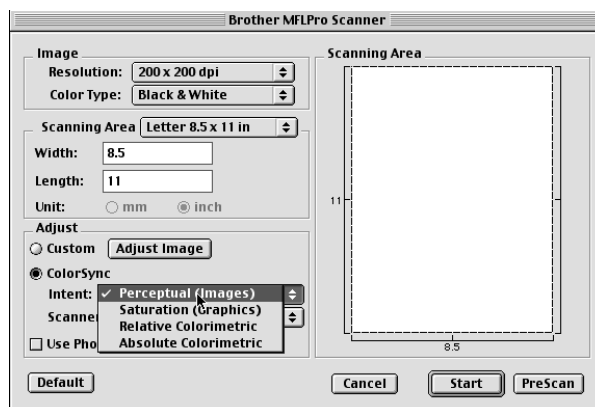 Brother MFLPro Scanner
Image
Resolution: 200 x 200 dpi
Color Type: Black & White
Scanning Area Letter 8.5 x 11 in
Width: 8.5
Length: 11
Unit: mm inch
Adjust
Custom Adjust Image
ColorSync
Intent: ✓ Perceptual (Images)
Saturation (Graphics)
Scanner
Relative Colorimetric
Use Pho
Absolute Colorimetric
Default
Scanning Area
11
8.5
Cancel Start PreScan